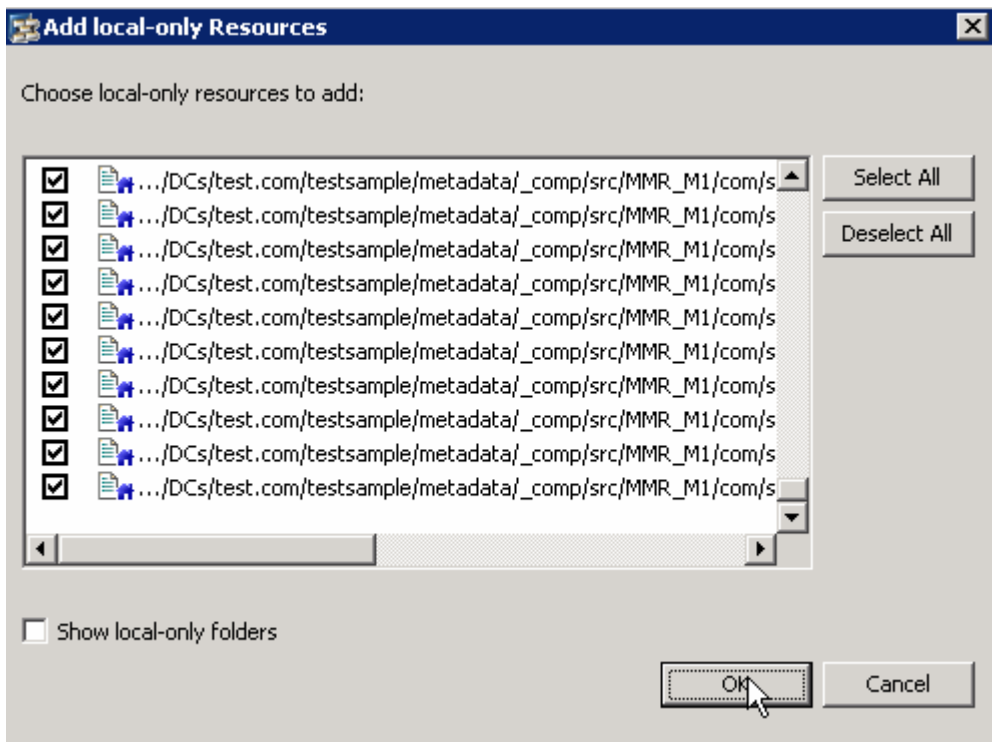 Add local-only Resources
Choose local-only resources to add:
.../DCs/test.com/testsample/metadata/_comp/src/MMR_M1/com/s
.../DCs/test.com/testsample/metadata/_comp/src/MMR_M1/com/s
.../DCs/test.com/testsample/metadata/_comp/src/MMR_M1/com/s
.../DCs/test.com/testsample/metadata/_comp/src/MMR_M1/com/s
.../DCs/test.com/testsample/metadata/_comp/src/MMR_M1/com/s
.../DCs/test.com/testsample/metadata/_comp/src/MMR_M1/com/s
.../DCs/test.com/testsample/metadata/_comp/src/MMR_M1/com/s
.../DCs/test.com/testsample/metadata/_comp/src/MMR_M1/com/s
.../DCs/test.com/testsample/metadata/_comp/src/MMR_M1/com/s
.../DCs/test.com/testsample/metadata/_comp/src/MMR_M1/com/s
Select All
Deselect All
Show local-only folders
OK
Cancel